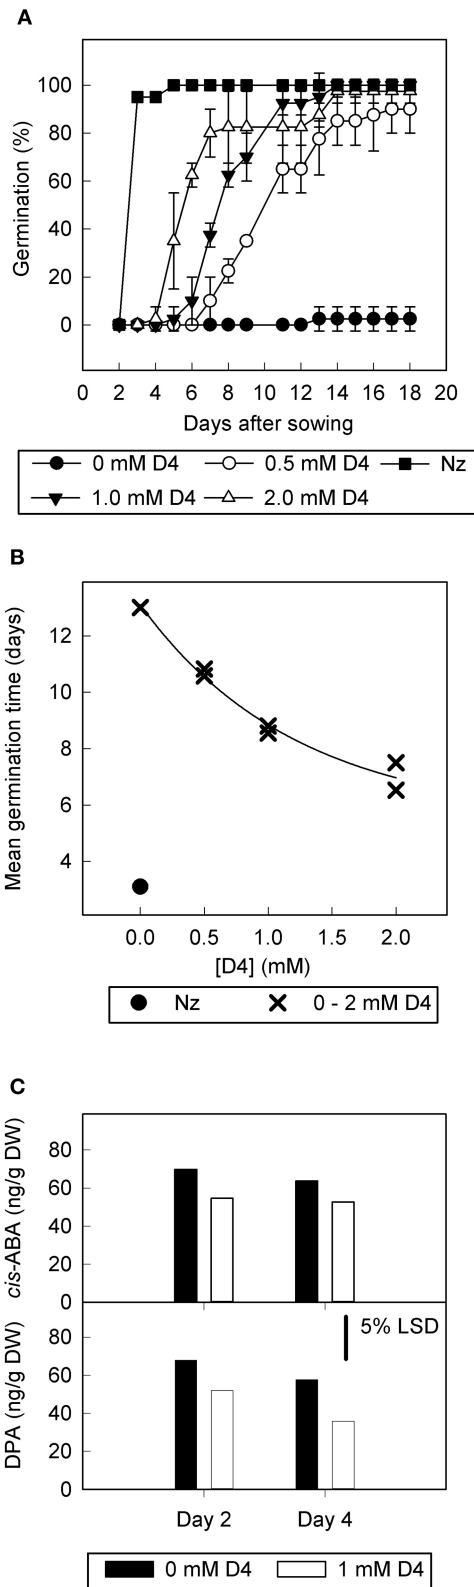 A
Germination (%)
100
80
60
40
20
0
0 2 4 6 8 10 12 14 16 18 20
Days after sowing
0 mM D4 0.5 mM D4 Nz
1.0 mM D4 2.0 mM D4
B
Mean germination time (days)
12
10
8
6
4
0.0 0.5 1.0 1.5 2.0
[D4] (mM)
Nz 0 - 2 mM D4
C
cis-ABA (ng/g DW)
80
60
40
20
0
DPA (ng/g DW)
80
60
40
20
0
5% LSD
Day 2 Day 4
0 mM D4 1 mM D4